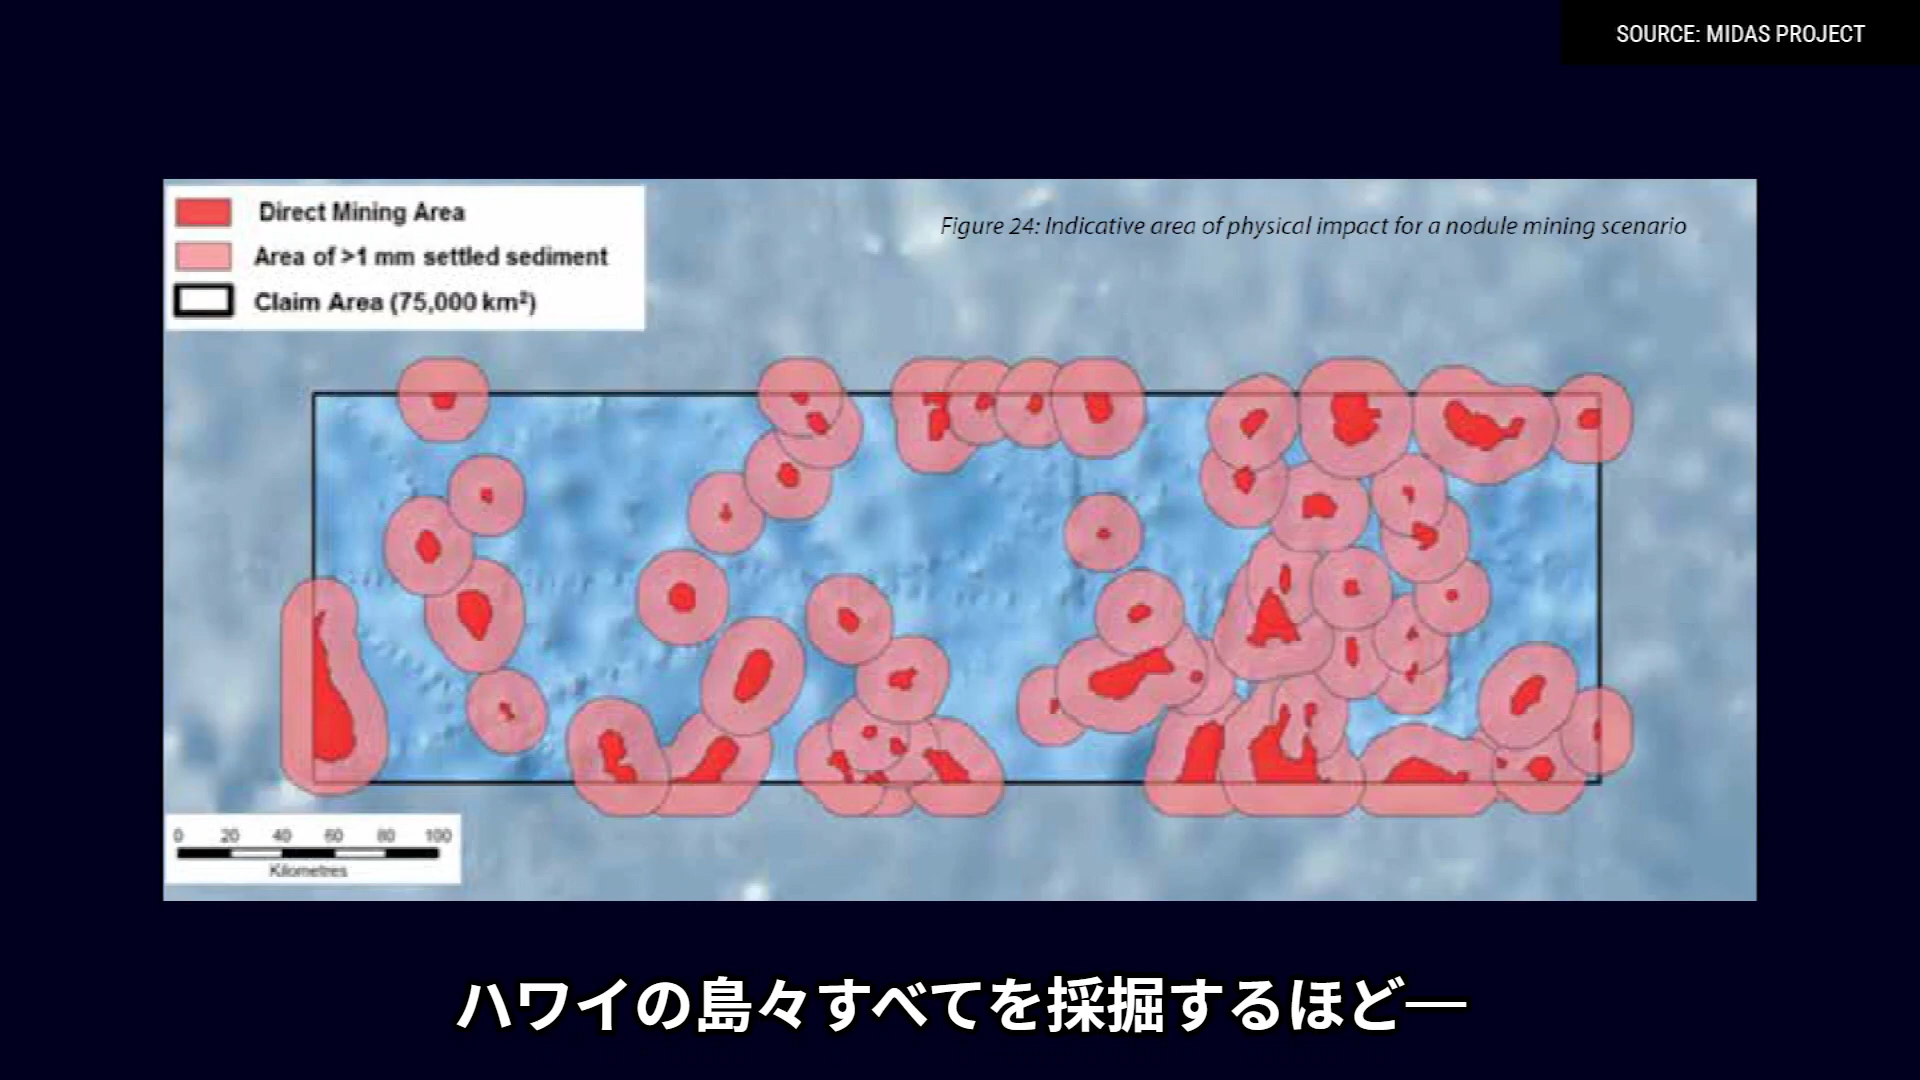 SOURCE: MIDAS PROJECT
Direct Mining Area
Area of >1 mm settled sediment
Claim Area (75,000 km²)
Figure 24: Indicative area of physical impact for a nodule mining scenario
0 20 40 60 80 100
Kilometres
ハワイの島々すべてを採掘するほど―